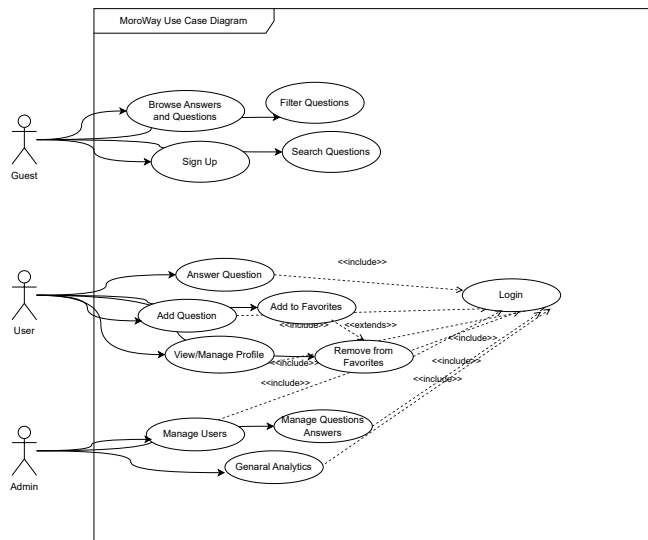 MoroWay Use Case Diagram
Browse Answers
and Questions
Filter Questions
Sign Up
Search Questions
Guest
Answer Question
<<include>>
Login
Add Question
Add to Favorites
<<include>>
<<extends>>
User
View/Manage Profile
<<include>>
Remove from
Favorites
<<include>>
<<include>>
<<include>>
<<include>>
Manage Users
Manage Questions
Answers
Genaral Analytics
Admin